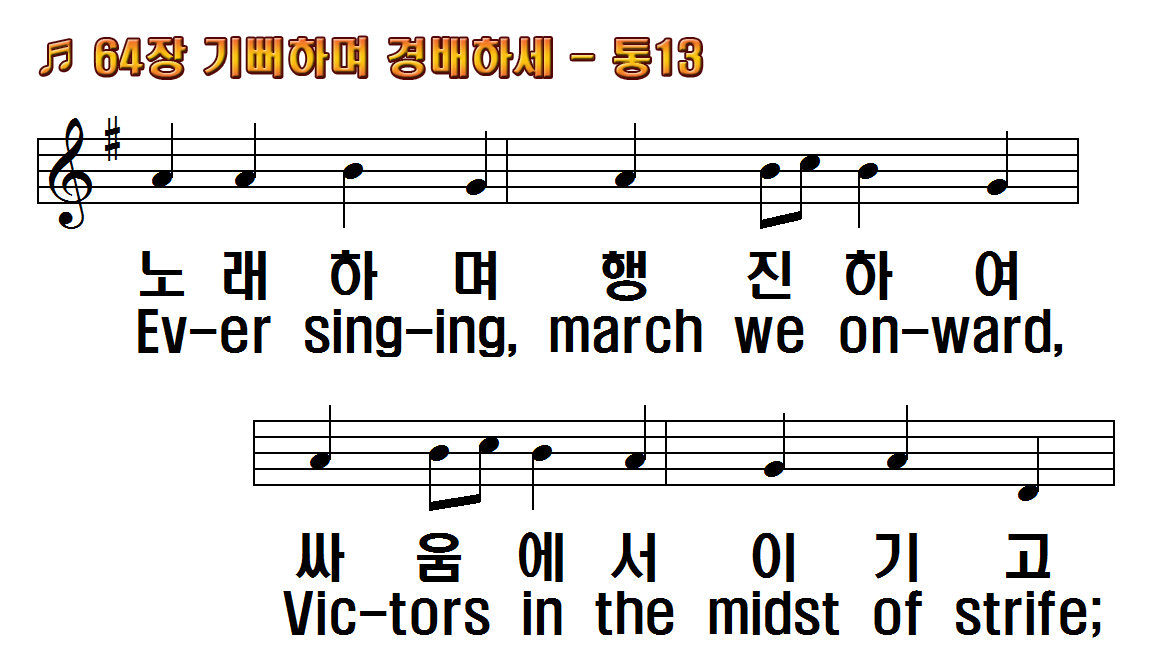 ♬ 64장 기뻐하며 경배하세 - 통13
노 래 하 며 행 진 하 여
Ev-er sing-ing, march we on-ward,
싸 움 에 서 이 기 고
Vic-tors in the midst of strife;